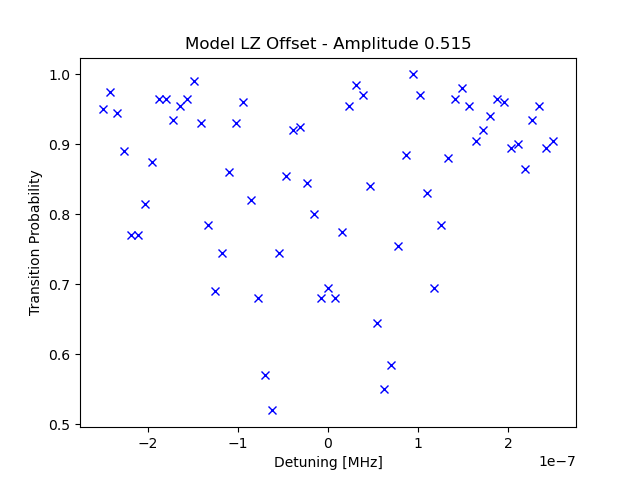 Model LZ Offset - Amplitude 0.515
Transition Probability
1.0
0.9
0.8
0.7
0.6
0.5
−2
−1
0
1
2
1e−7
Detuning [MHz]